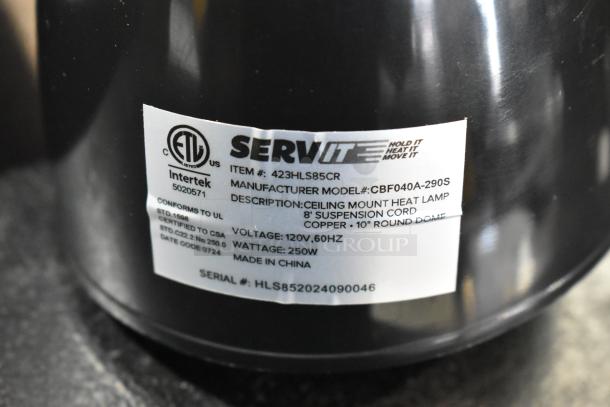 SERVIT
HOLD IT
HEAT IT
MOVE IT
C ETL US
LISTED
Intertek
5020571
ITEM #: 423HLS85CR
MANUFACTURER MODEL#:CBF040A-290S
DESCRIPTION:CEILING MOUNT HEAT LAMP
8' SUSPENSION CORD
COPPER - 10" ROUND DOME
CONFORMS TO UL
STD.1598
CERTIFIED TO CSA
STD.C22.2 No 250.0
DATE CODE:0724
VOLTAGE: 120V,60HZ
WATTAGE: 250W
MADE IN CHINA
SERIAL #: HLS852024090046
GROUP